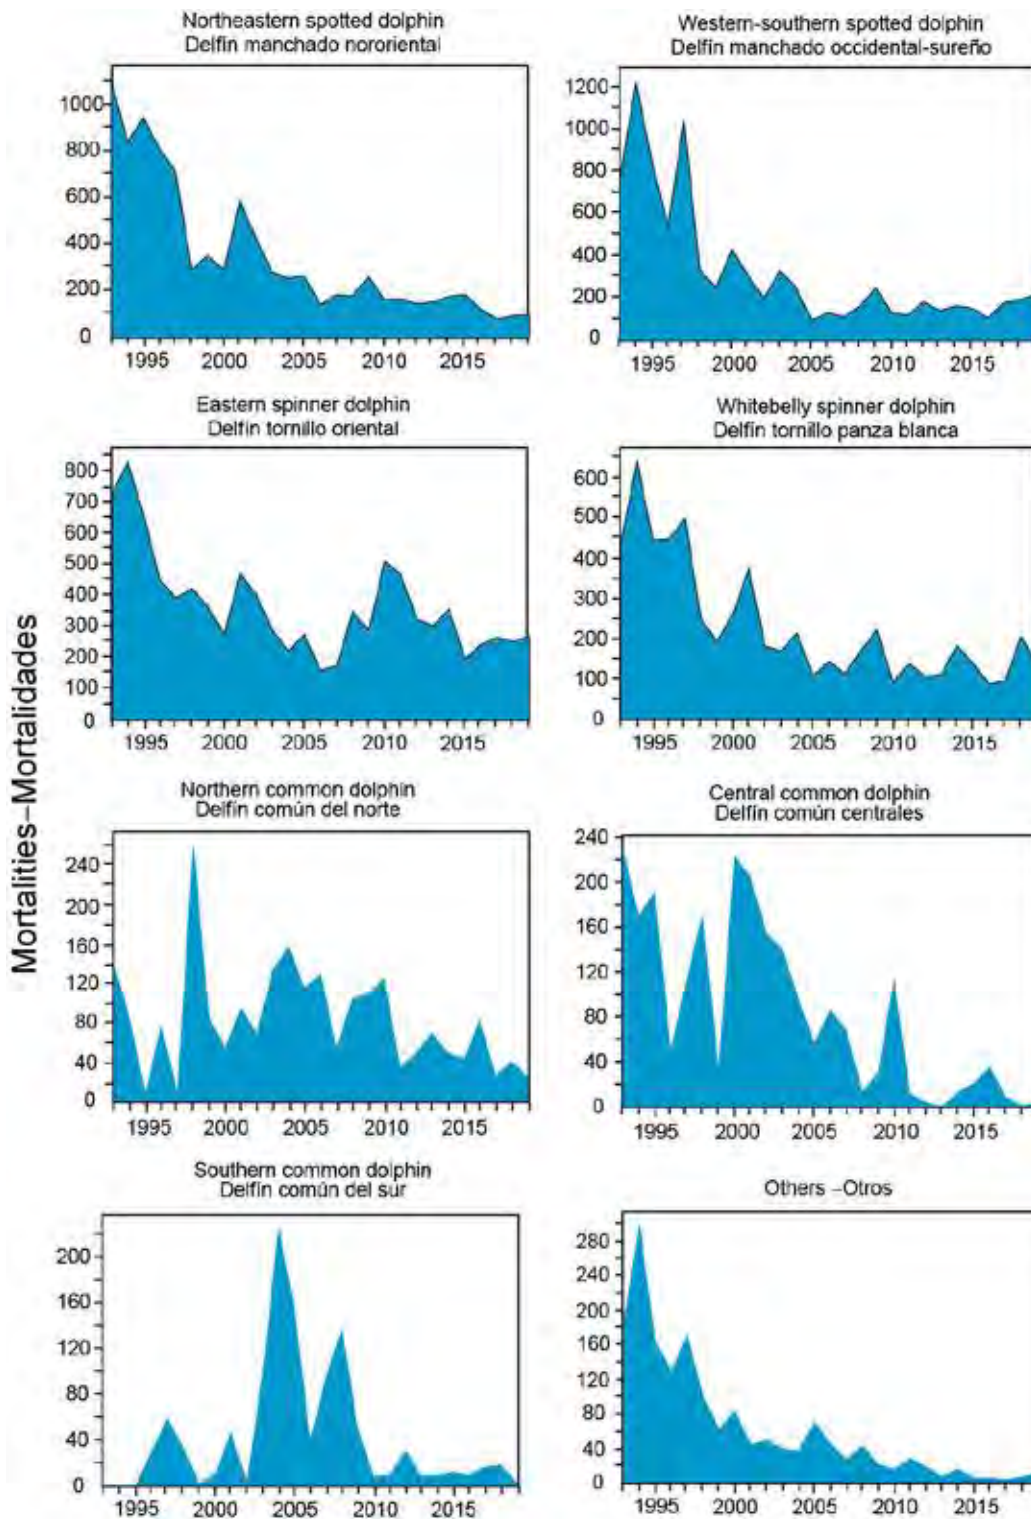 Northeastern spotted dolphin
Delfín manchado nororiental
1000
800
600
400
200
0
1995 2000 2005 2010 2015
Western-southern spotted dolphin
Delfín manchado occidental-sureño
1200
1000
800
600
400
200
0
1995 2000 2005 2010 2015
Eastern spinner dolphin
Delfín tornillo oriental
800
700
600
500
400
300
200
100
0
1995 2000 2005 2010 2015
Whitebelly spinner dolphin
Delfín tornillo panza blanca
600
500
400
300
200
100
0
1995 2000 2005 2010 2015
Mortalities–Mortalidades
Northern common dolphin
Delfín común del norte
240
200
160
120
80
40
0
1995 2000 2005 2010 2015
Central common dolphin
Delfín común centrales
240
200
160
120
80
40
0
1995 2000 2005 2010 2015
Southern common dolphin
Delfín común del sur
200
160
120
80
40
0
1995 2000 2005 2010 2015
Others –Otros
280
240
200
160
120
80
40
0
1995 2000 2005 2010 2015